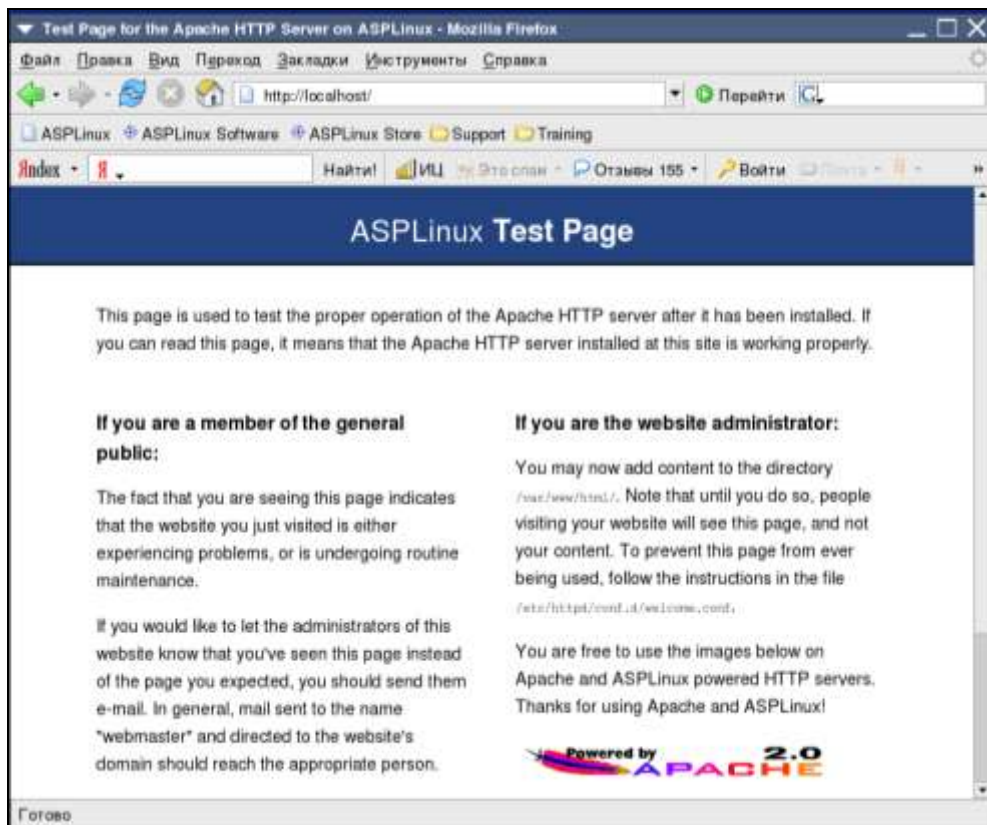 Test Page for the Apache HTTP Server on ASPLinux - Mozilla Firefox
Файл Правка Вид Переход Закладки Инструменты Справка
http://localhost/ Перейти
ASPLinux ASPLinux Software ASPLinux Store Support Training
Яndex Я Найти! ИЦ Отзывы 155 Войти Почта »
ASPLinux Test Page
This page is used to test the proper operation of the Apache HTTP server after it has been installed. If
you can read this page, it means that the Apache HTTP server installed at this site is working properly.
If you are a member of the general
public:
The fact that you are seeing this page indicates
that the website you just visited is either
experiencing problems, or is undergoing routine
maintenance.
If you would like to let the administrators of this
website know that you've seen this page instead
of the page you expected, you should send them
e-mail. In general, mail sent to the name
"webmaster" and directed to the website's
domain should reach the appropriate person.
If you are the website administrator:
You may now add content to the directory
/var/www/html/. Note that until you do so, people
visiting your website will see this page, and not
your content. To prevent this page from ever
being used, follow the instructions in the file
/etc/httpd/conf.d/welcome.conf.
You are free to use the images below on
Apache and ASPLinux powered HTTP servers.
Thanks for using Apache and ASPLinux!
Powered by 2.0
APACHE
Готово